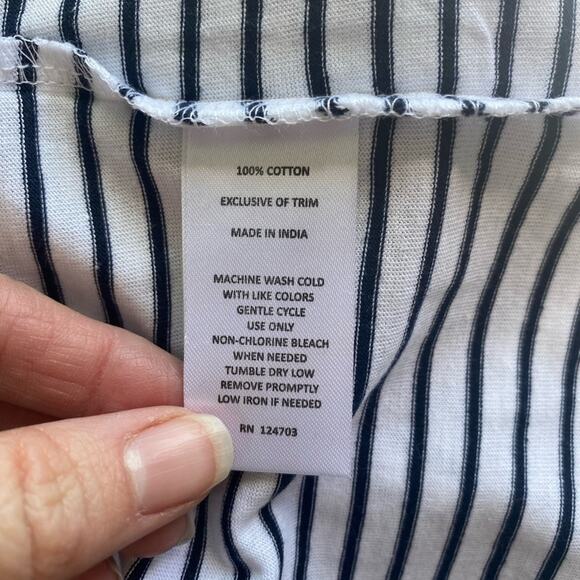 100% COTTON
EXCLUSIVE OF TRIM
MADE IN INDIA
MACHINE WASH COLD
WITH LIKE COLORS
GENTLE CYCLE
USE ONLY
NON-CHLORINE BLEACH
WHEN NEEDED
TUMBLE DRY LOW
REMOVE PROMPTLY
LOW IRON IF NEEDED
RN 124703